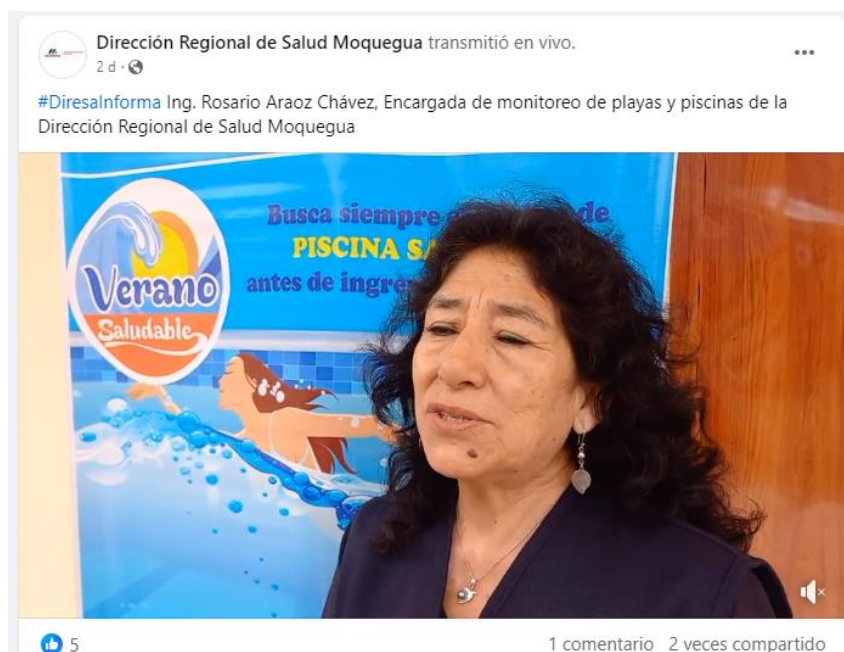 Dirección Regional de Salud Moquegua transmitió en vivo.
2 d ·
#DiresaInforma Ing. Rosario Araoz Chávez, Encargada de monitoreo de playas y piscinas de la
Dirección Regional de Salud Moquegua
Verano
Saludable
Busca siempre de
PISCINA
antes de
5
1 comentario 2 veces compartido